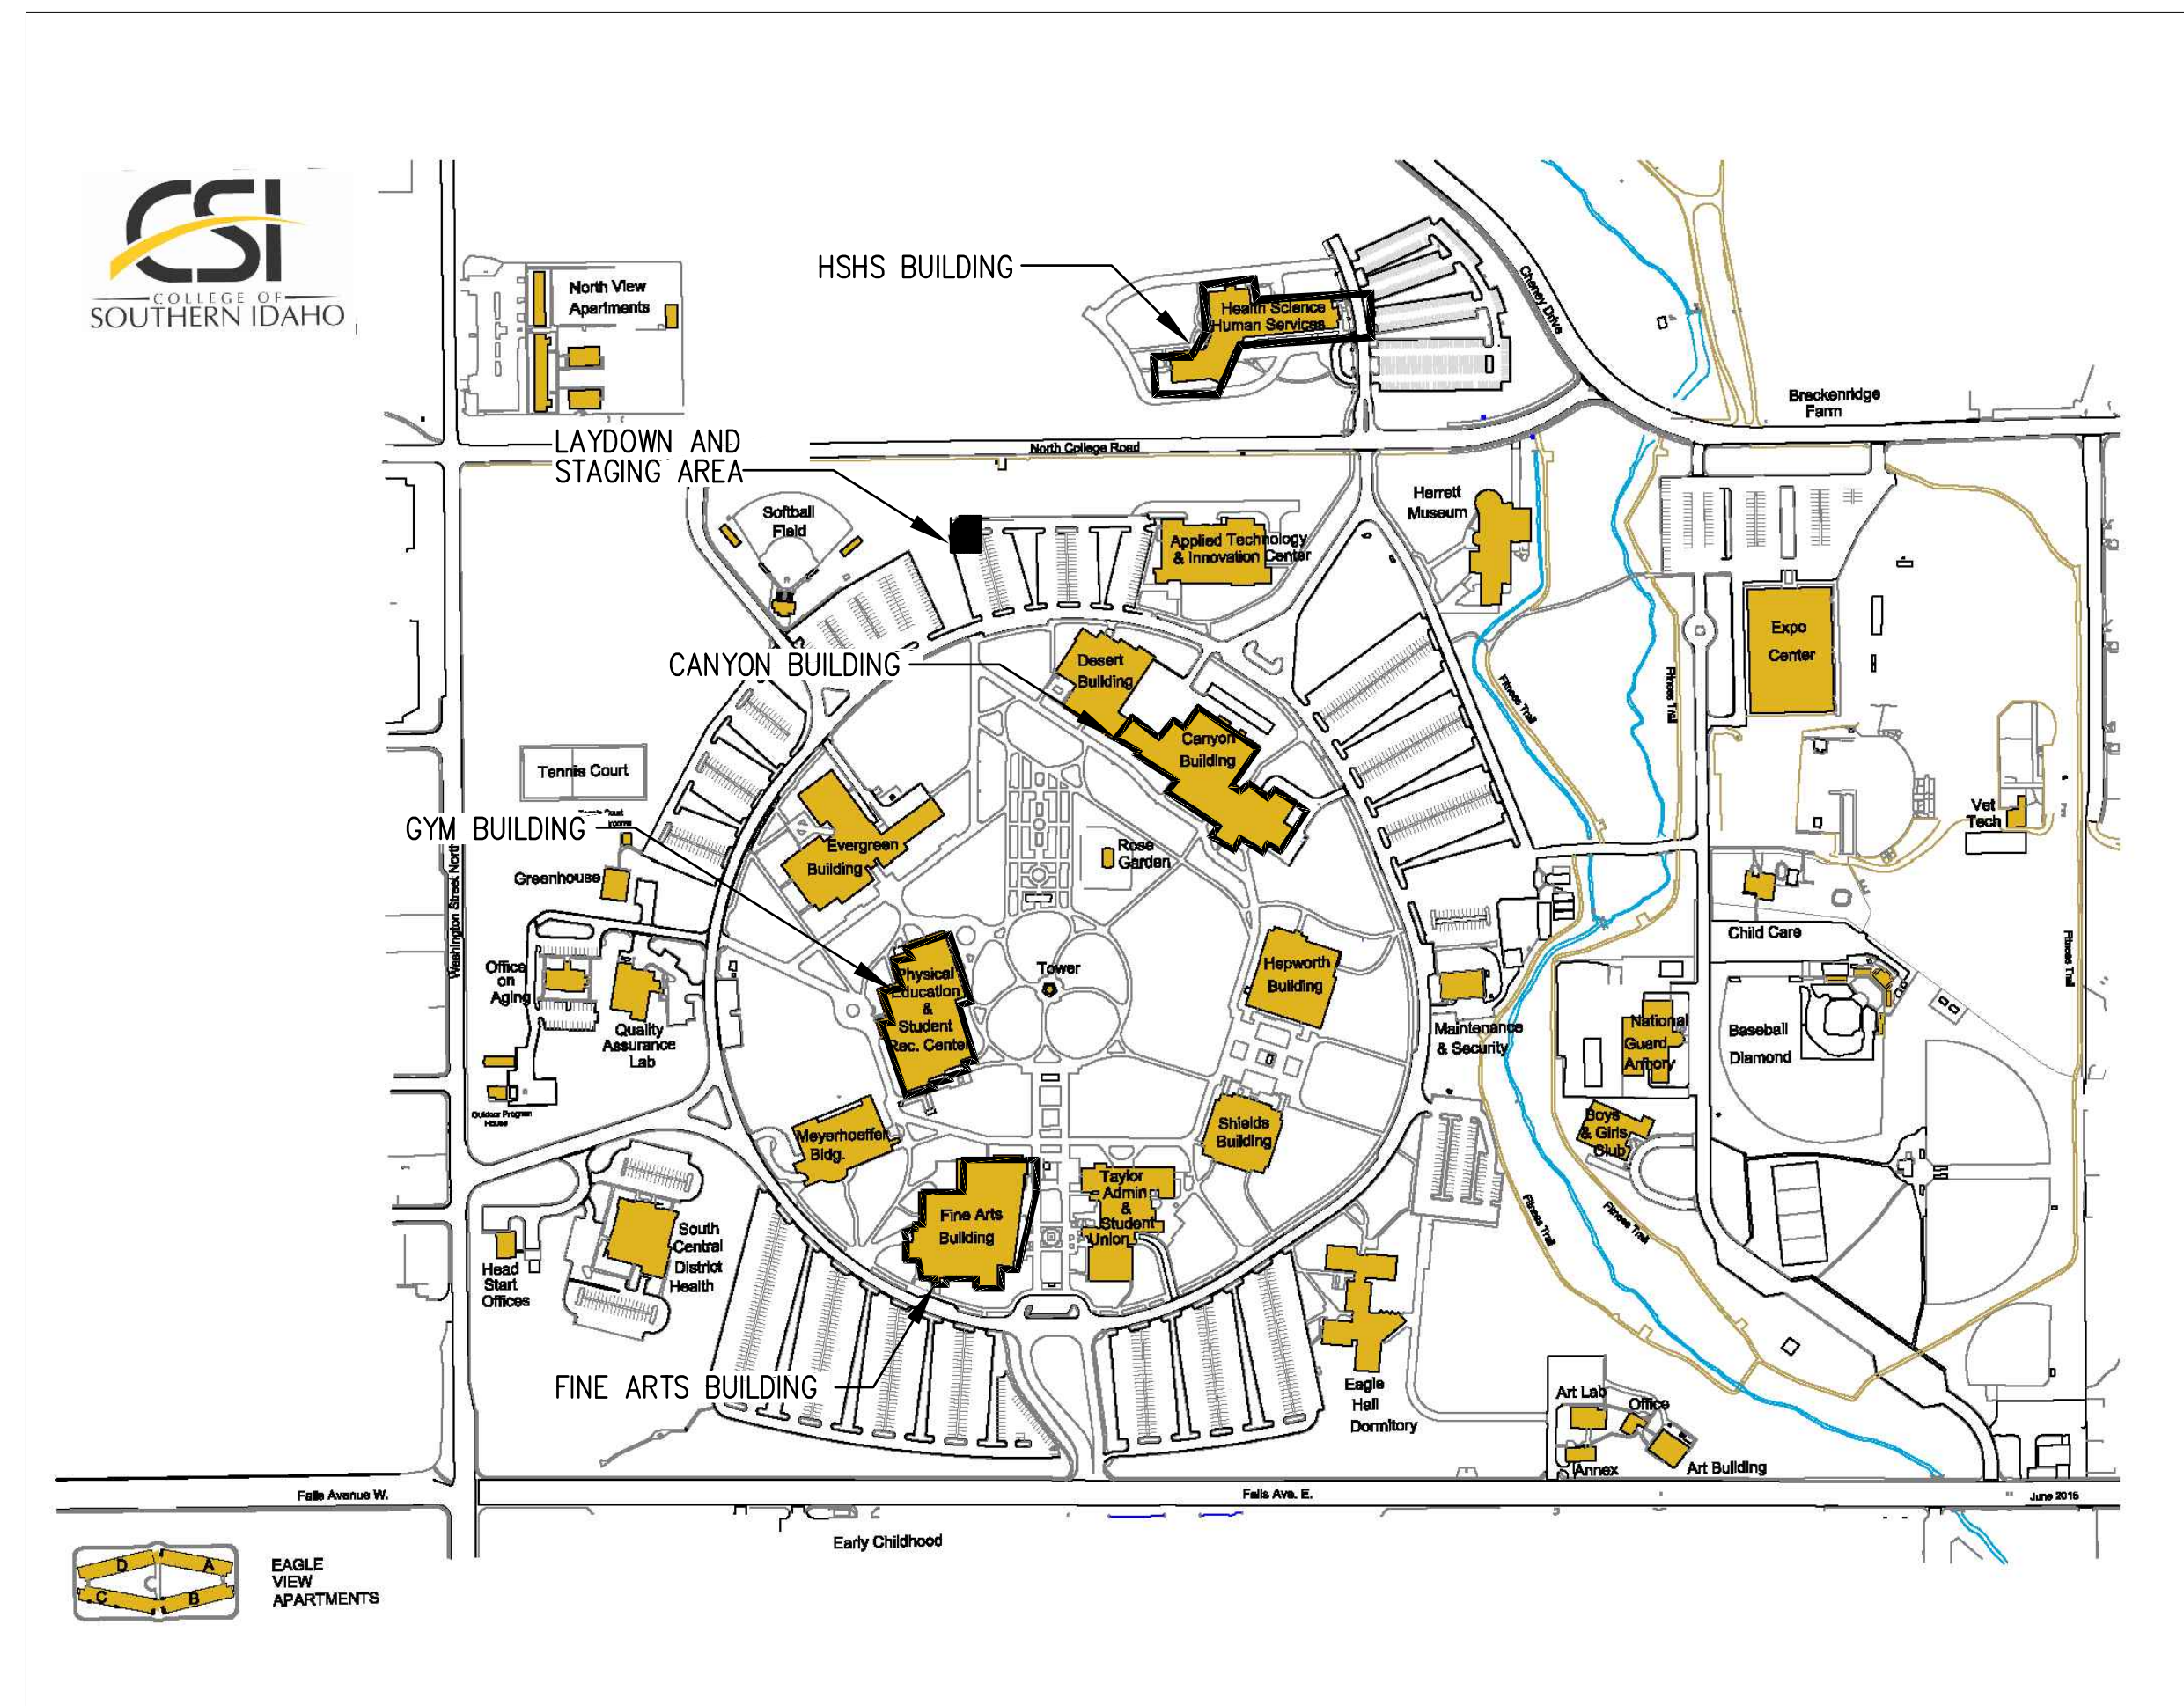 CSI
COLLEGE OF
SOUTHERN IDAHO
HSHS BUILDING
North View
Apartments
Health Science
Human Services
Cheney Drive
Breckenridge
Farm
LAYDOWN AND
STAGING AREA
North College Road
Softball
Field
Applied Technology
& Innovation Center
Herrett
Museum
Expo
Center
CANYON BUILDING
Desert
Building
Canyon
Building
Fitness Trail
Fitness Trail
Tennis Court
Tennis Court
GYM BUILDING
Washington Street North
Greenhouse
Evergreen
Building
Rose
Garden
Vet
Tech
Child Care
Fitness Trail
Office
on
Aging
Quality
Assurance
Lab
Physical
Education
&
Student
Rec. Center
Tower
Hepworth
Building
Maintenance
& Security
National
Guard
Armory
Baseball
Diamond
Outdoor Program
House
Meyerhoeffer
Bldg.
Shields
Building
Boys
& Girls
Club
Fitness Trail
Fitness Trail
South
Central
District
Health
Head
Start
Offices
Fine Arts
Building
Taylor
Admin
&
Student
Union
FINE ARTS BUILDING
Eagle
Hall
Dormitory
Art Lab
Office
Annex
Art Building
Falls Avenue W.
Falls Ave. E.
June 2015
Early Childhood
D
A
C
B
EAGLE
VIEW
APARTMENTS